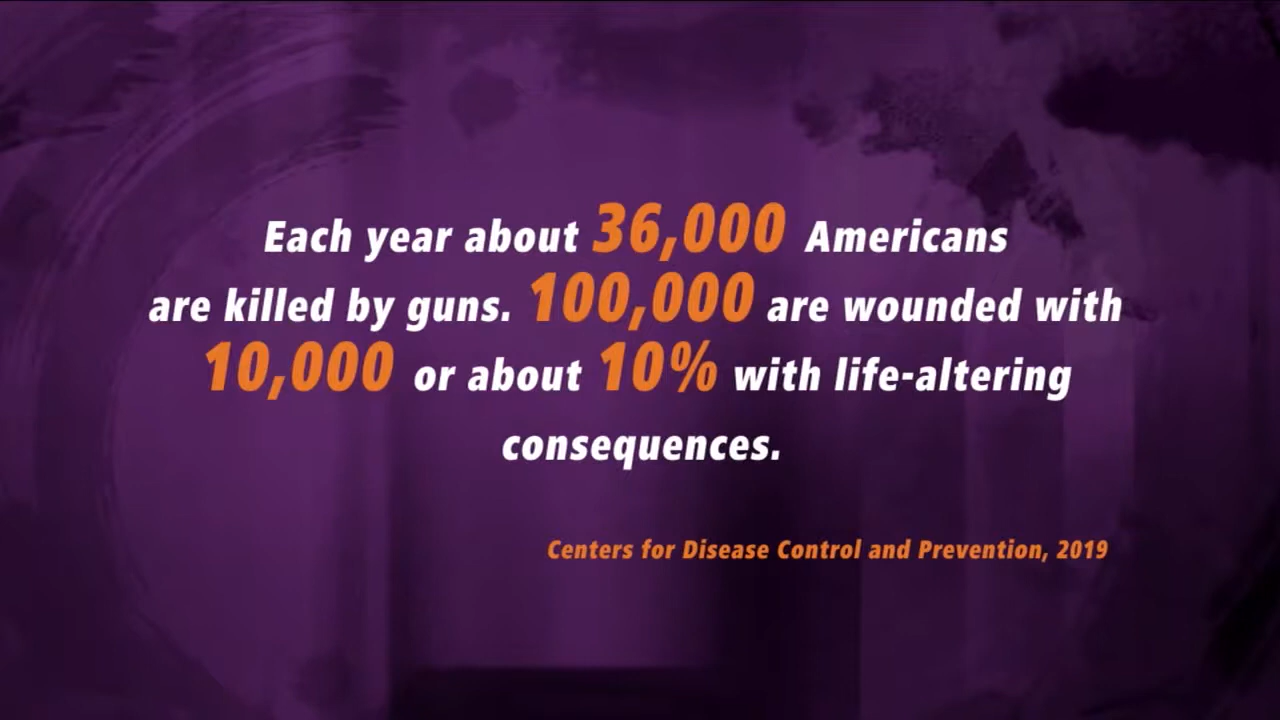 Each year about 36,000 Americans
are killed by guns. 100,000 are wounded with
10,000 or about 10% with life-altering
consequences.
Centers for Disease Control and Prevention, 2019